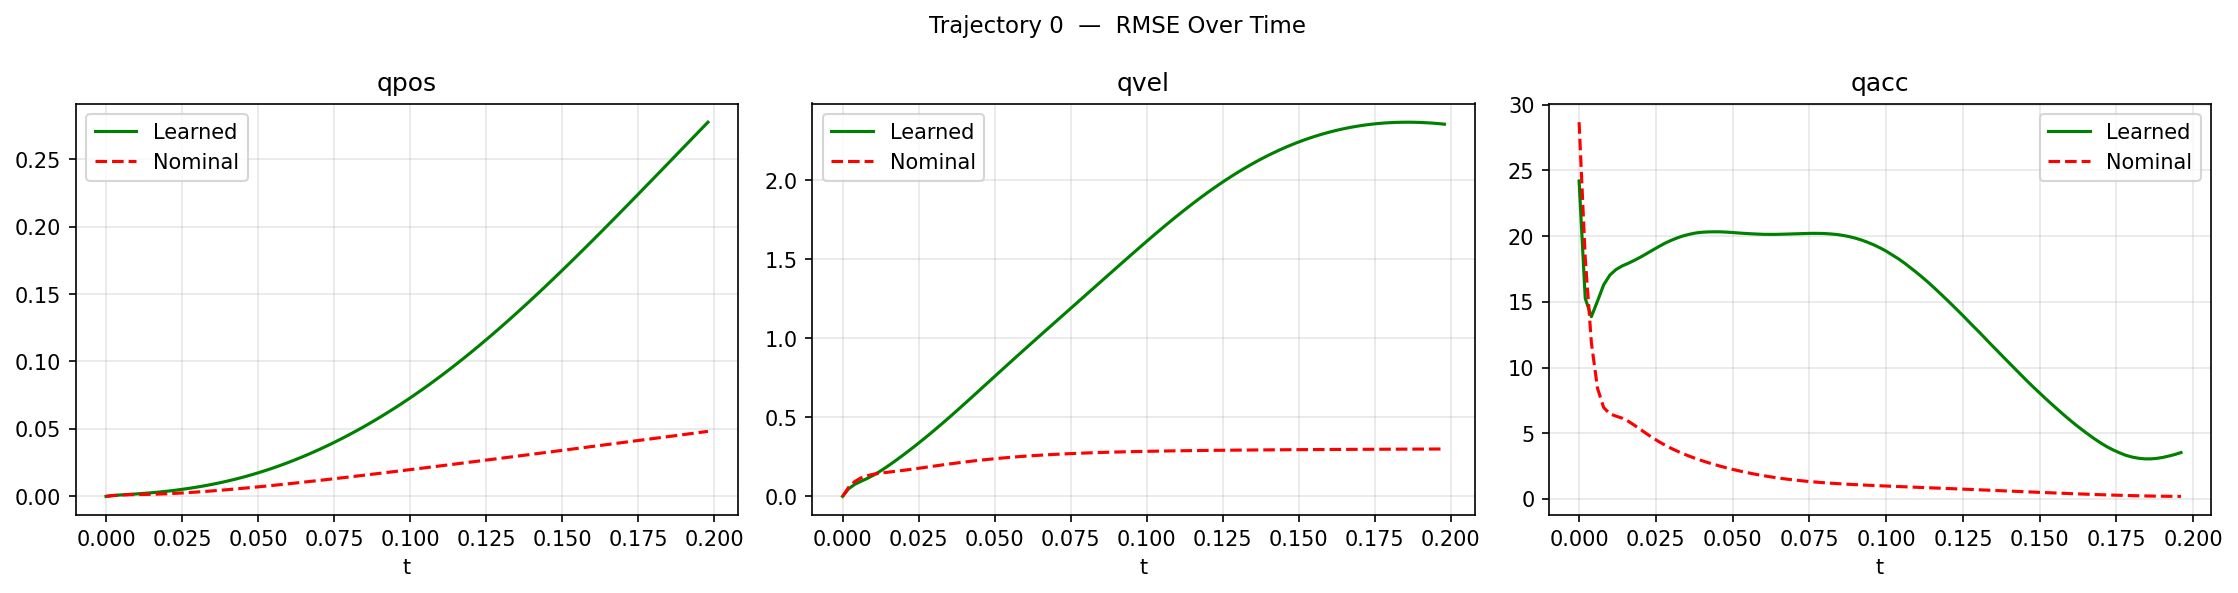 Trajectory 0 — RMSE Over Time
qpos
Learned
Nominal
0.25
0.20
0.15
0.10
0.05
0.00
0.000 0.025 0.050 0.075 0.100 0.125 0.150 0.175 0.200
t
qvel
Learned
Nominal
2.0
1.5
1.0
0.5
0.0
0.000 0.025 0.050 0.075 0.100 0.125 0.150 0.175 0.200
t
qacc
Learned
Nominal
30
25
20
15
10
5
0
0.000 0.025 0.050 0.075 0.100 0.125 0.150 0.175 0.200
t